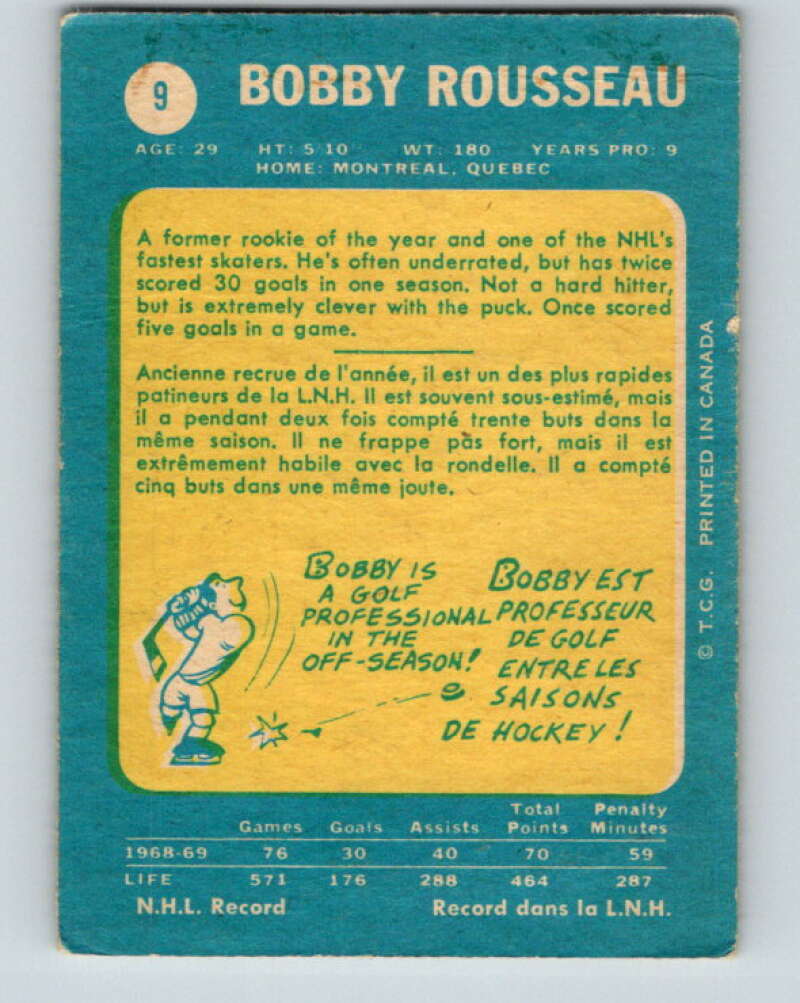 9 BOBBY ROUSSEAU
AGE: 29 HT: 5 10 WT: 180 YEARS PRO: 9
HOME: MONTREAL, QUEBEC
A former rookie of the year and one of the NHL's
fastest skaters. He's often underrated, but has twice
scored 30 goals in one season. Not a hard hitter,
but is extremely clever with the puck. Once scored
five goals in a game.
Ancienne recrue de l'année, il est un des plus rapides
patineurs de la L.N.H. Il est souvent sous-estimé, mais
il a pendant deux fois compté trente buts dans la
même saison. Il ne frappe pas fort, mais il est
extrêmement habile avec la rondelle. Il a compté
cinq buts dans une même joute.
BOBBY IS
A GOLF
PROFESSIONAL
IN THE
OFF-SEASON!
BOBBY EST
PROFESSEUR
DE GOLF
ENTRE LES
SAISONS
DE HOCKEY!
© T.C.G. PRINTED IN CANADA
Total Penalty
Games Goals Assists Points Minutes
1968-69 76 30 40 70 59
LIFE 571 176 288 464 287
N.H.L. Record Record dans la L.N.H.